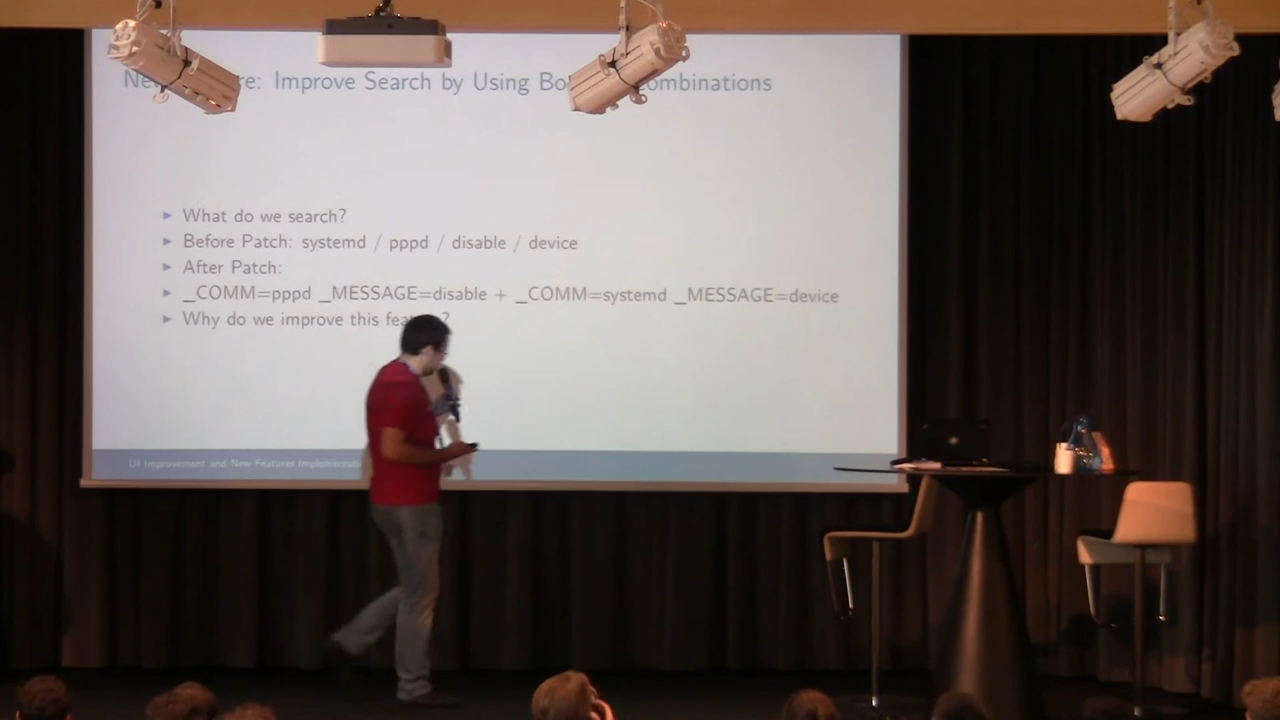 Improve Search by Using
► What do we search?
► Before Patch: systemd / pppd / disable / device
► After Patch:
► _COMM=pppd _MESSAGE=disable + _COMM=systemd _MESSAGE=device
► Why do we improve this
UI Improvement and New Features